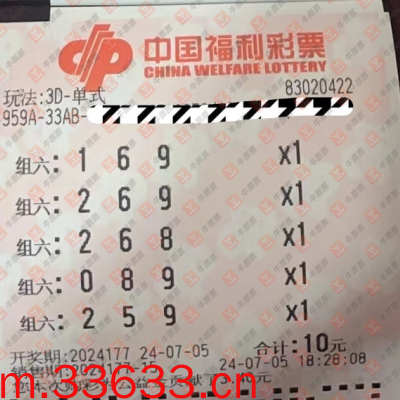 中国福利彩票
CHINA WELFARE LOTTERY
玩法:3D-单式 83020422
959A-33AB-
组六: 1 6 9 X1
组六: 2 6 9 X1
组六: 2 6 8 X1
组六: 0 8 9 X1
组六: 2 5 9 X1
开奖期:2024177 24-07-05 合计:10元
销售期: 24-07-05 18:28:08
m.33633.cn